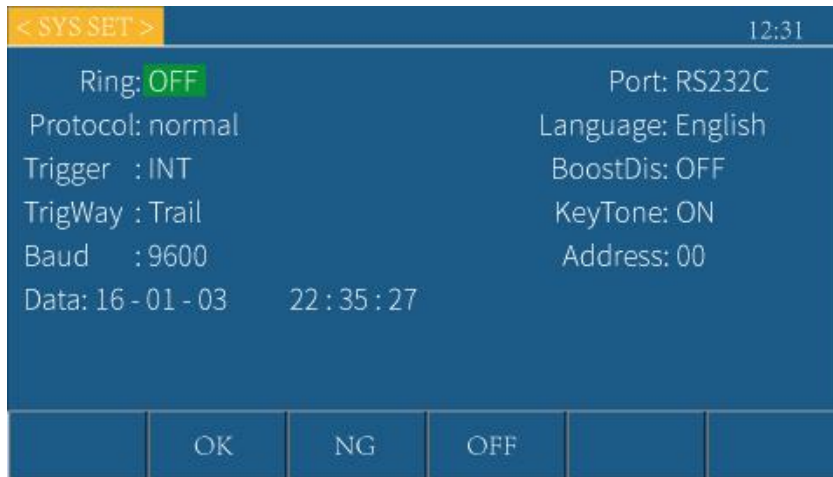 < SYS SET > 12:31
Ring: OFF Port: RS232C
Protocol: normal Language: English
Trigger : INT BoostDis: OFF
TrigWay : Trail KeyTone: ON
Baud : 9600 Address: 00
Data: 16 - 01 - 03 22 : 35 : 27
OK NG OFF